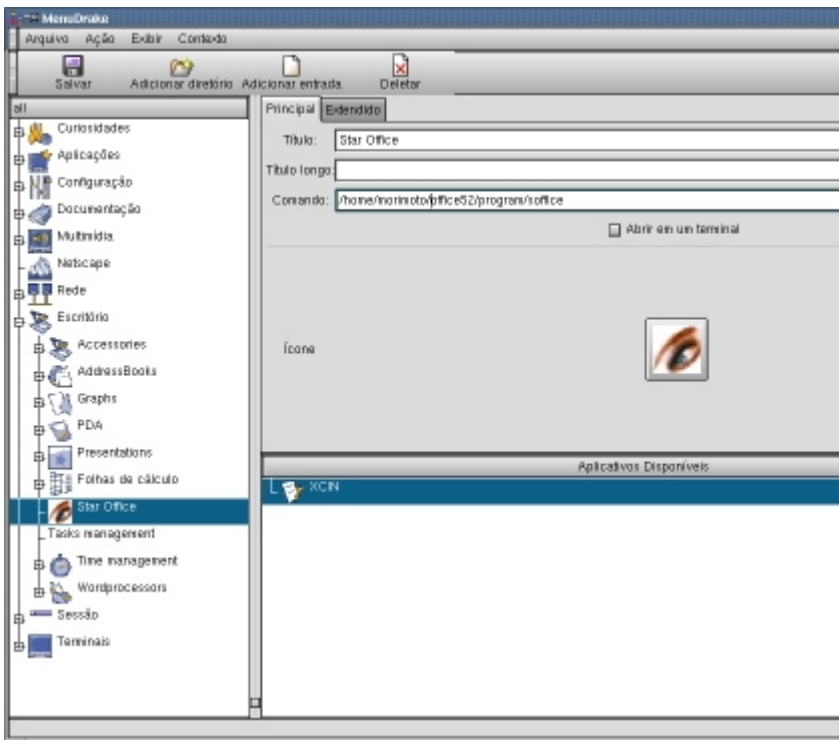 MenuDrake
Arquivo Ação Exibir Contexto
Salvar Adicionar diretório Adicionar entrada Deletar
all
Curiosidades
Aplicações
Configuração
Documentação
Multimídia
Netscape
Rede
Escritório
Accessories
AddressBooks
Graphs
PDA
Presentations
Folhas de cálculo
Star Office
Tasks management
Time management
Wordprocessors
Sessão
Terminais
Principal Extendido
Título: Star Office
Título longo:
Comando: /home/morimoto/office52/program/soffice
Abrir em um terminal
Ícone
Aplicativos Disponíveis
XCIN